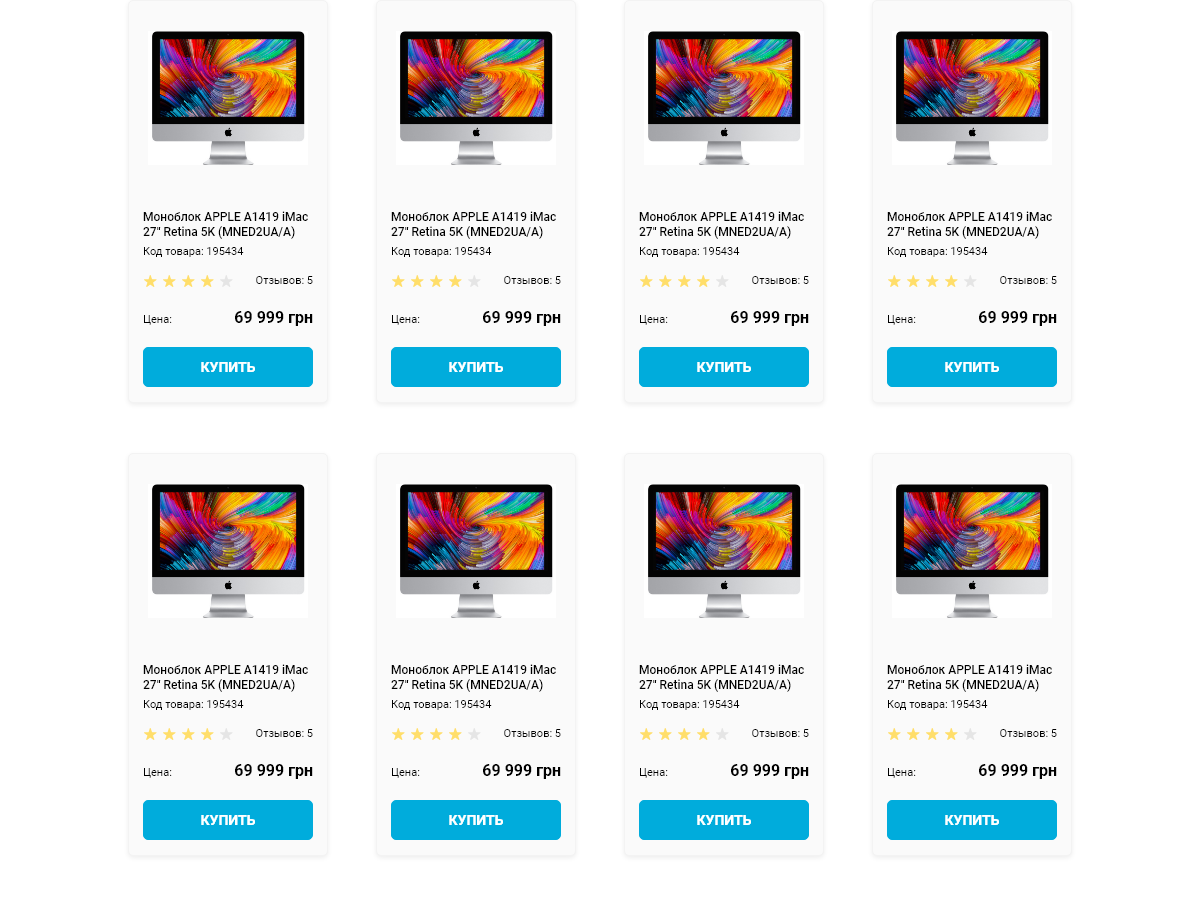 Моноблок APPLE A1419 iMac
27" Retina 5K (MNED2UA/A)
Код товара: 195434
Отзывов: 5
Цена: 69 999 грн
КУПИТЬ
Моноблок APPLE A1419 iMac
27" Retina 5K (MNED2UA/A)
Код товара: 195434
Отзывов: 5
Цена: 69 999 грн
КУПИТЬ
Моноблок APPLE A1419 iMac
27" Retina 5K (MNED2UA/A)
Код товара: 195434
Отзывов: 5
Цена: 69 999 грн
КУПИТЬ
Моноблок APPLE A1419 iMac
27" Retina 5K (MNED2UA/A)
Код товара: 195434
Отзывов: 5
Цена: 69 999 грн
КУПИТЬ
Моноблок APPLE A1419 iMac
27" Retina 5K (MNED2UA/A)
Код товара: 195434
Отзывов: 5
Цена: 69 999 грн
КУПИТЬ
Моноблок APPLE A1419 iMac
27" Retina 5K (MNED2UA/A)
Код товара: 195434
Отзывов: 5
Цена: 69 999 грн
КУПИТЬ
Моноблок APPLE A1419 iMac
27" Retina 5K (MNED2UA/A)
Код товара: 195434
Отзывов: 5
Цена: 69 999 грн
КУПИТЬ
Моноблок APPLE A1419 iMac
27" Retina 5K (MNED2UA/A)
Код товара: 195434
Отзывов: 5
Цена: 69 999 грн
КУПИТЬ